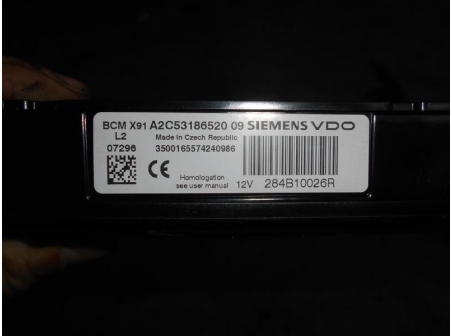 BCM X91 A2C53186520 09 SIEMENS VDO
L2 Made in Czech Republic
07296 3500165574240986
CE Homologation
see user manual 12V 284B10026R